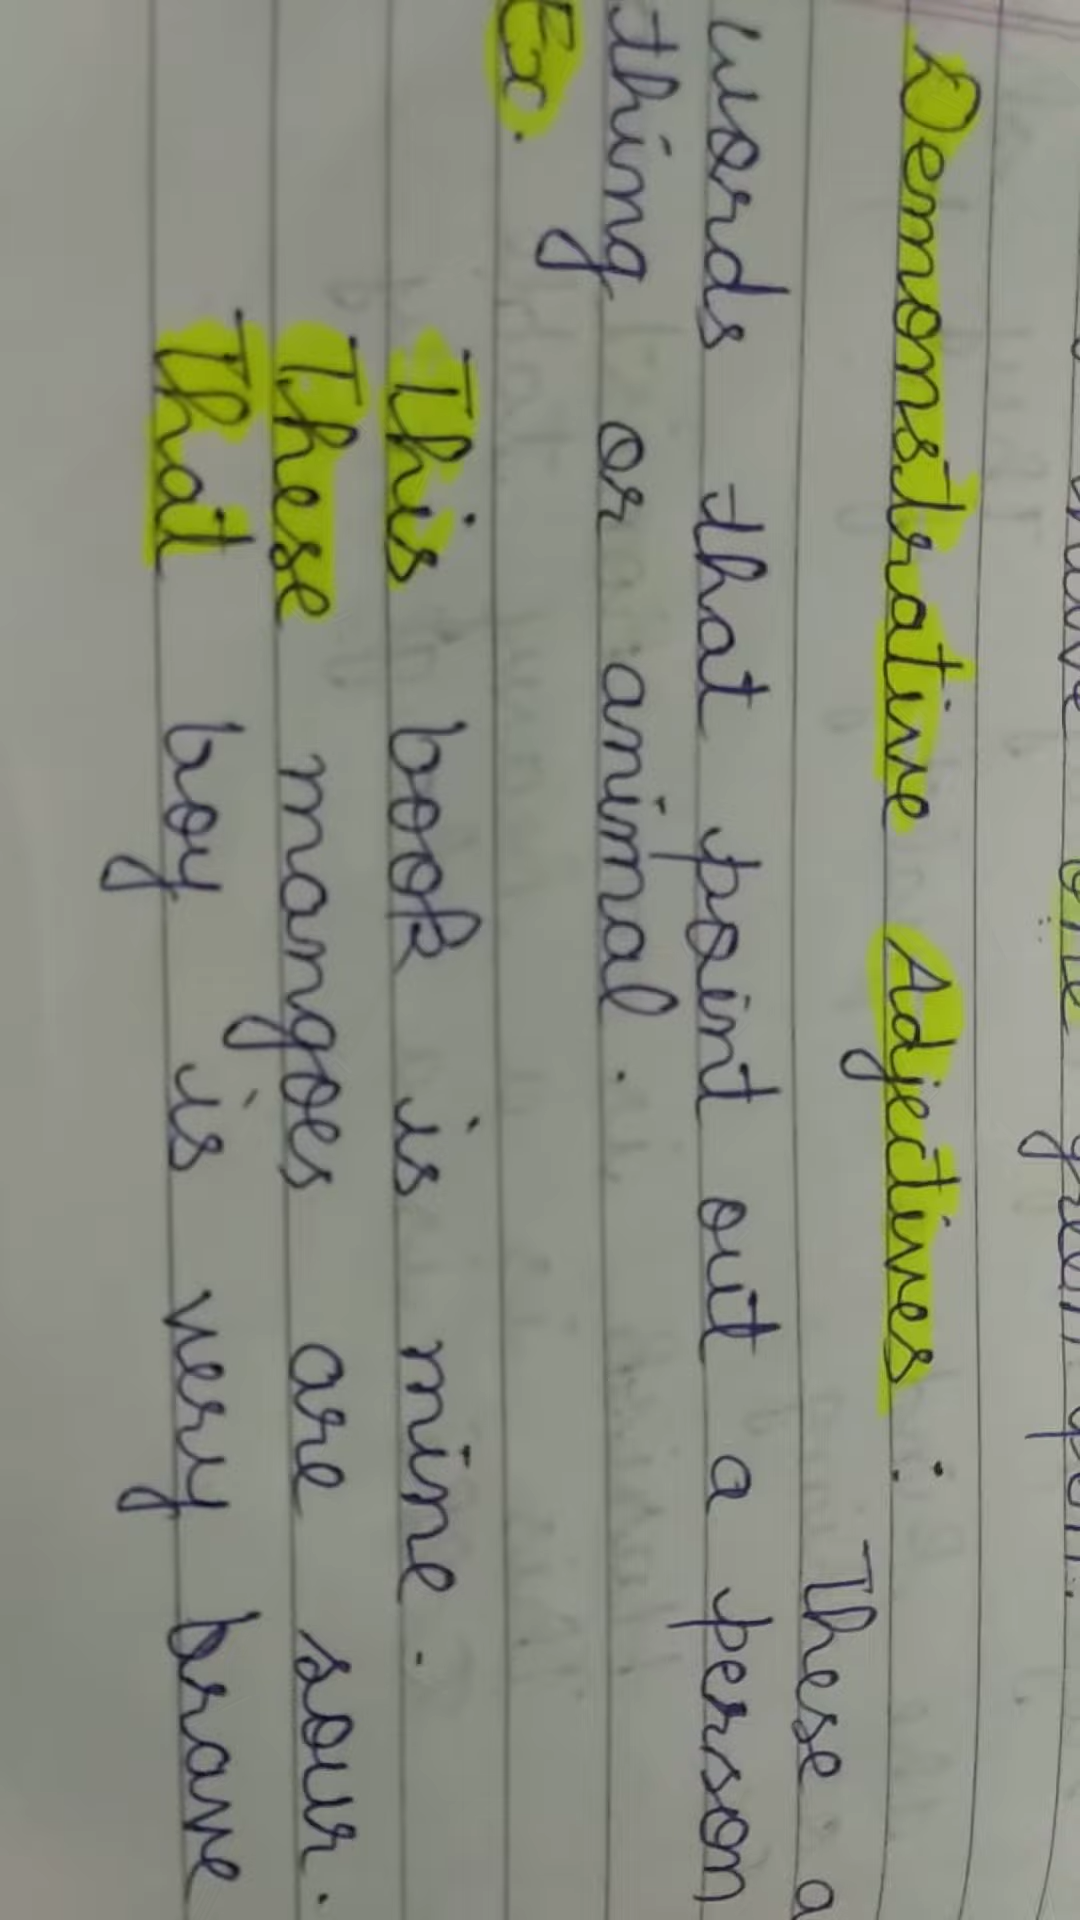 Demonstrative Adjectives : These
words that point out a person
thing or animal.
Ex.
This book is mine.
These mangoes are sour.
That boy is very brave